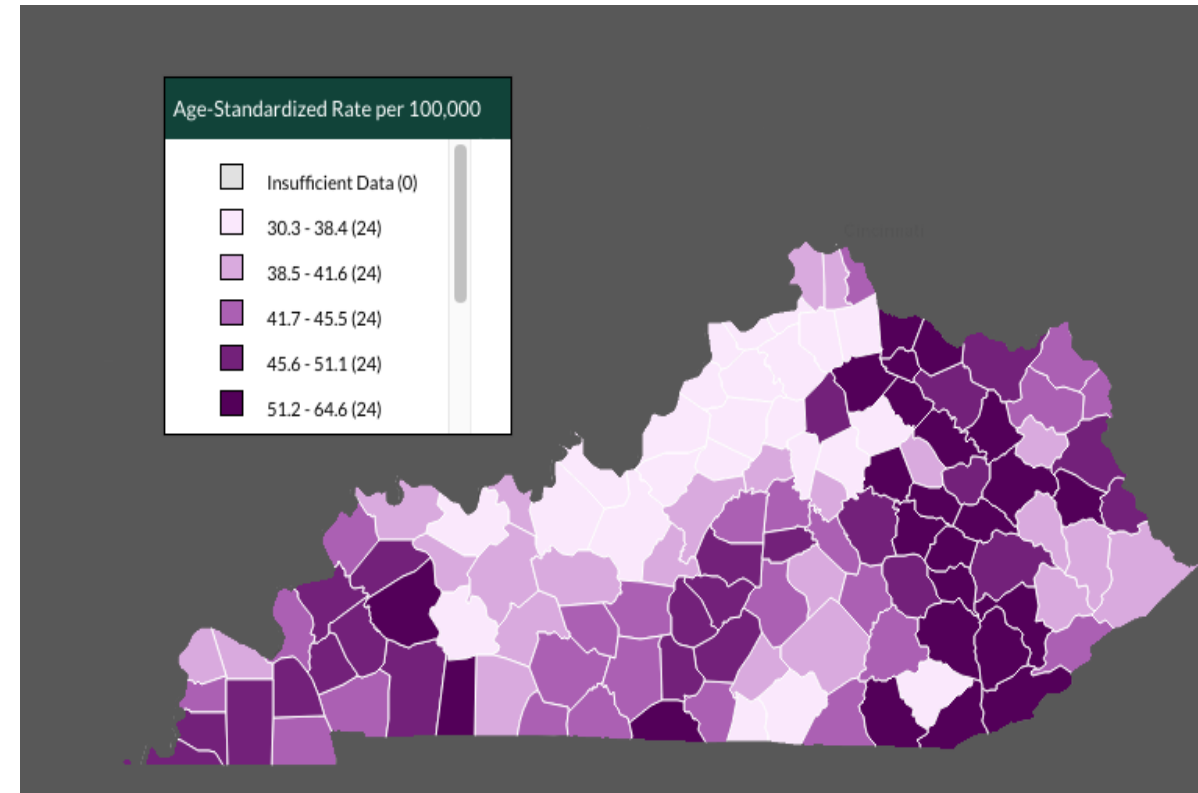 Age-Standardized Rate per 100,000
Insufficient Data (0)
30.3 - 38.4 (24)
38.5 - 41.6 (24)
41.7 - 45.5 (24)
45.6 - 51.1 (24)
51.2 - 64.6 (24)